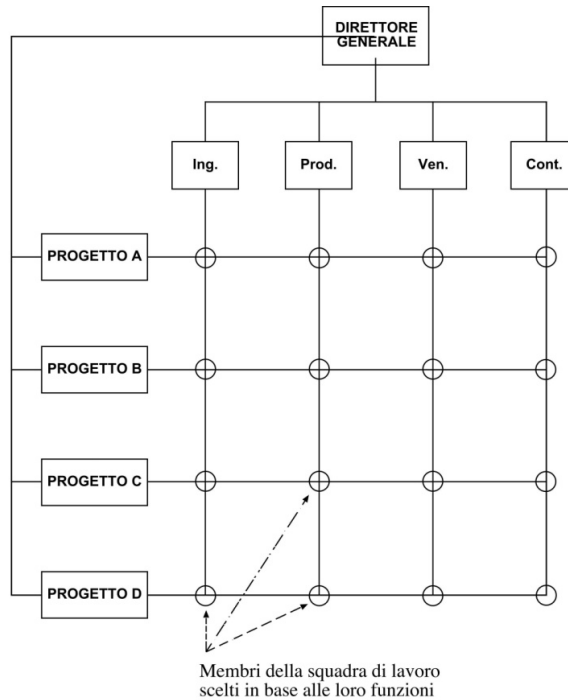 DIRETTORE
GENERALE
Ing.
Prod.
Ven.
Cont.
PROGETTO A
PROGETTO B
PROGETTO C
PROGETTO D
Membri della squadra di lavoro
scelti in base alle loro funzioni